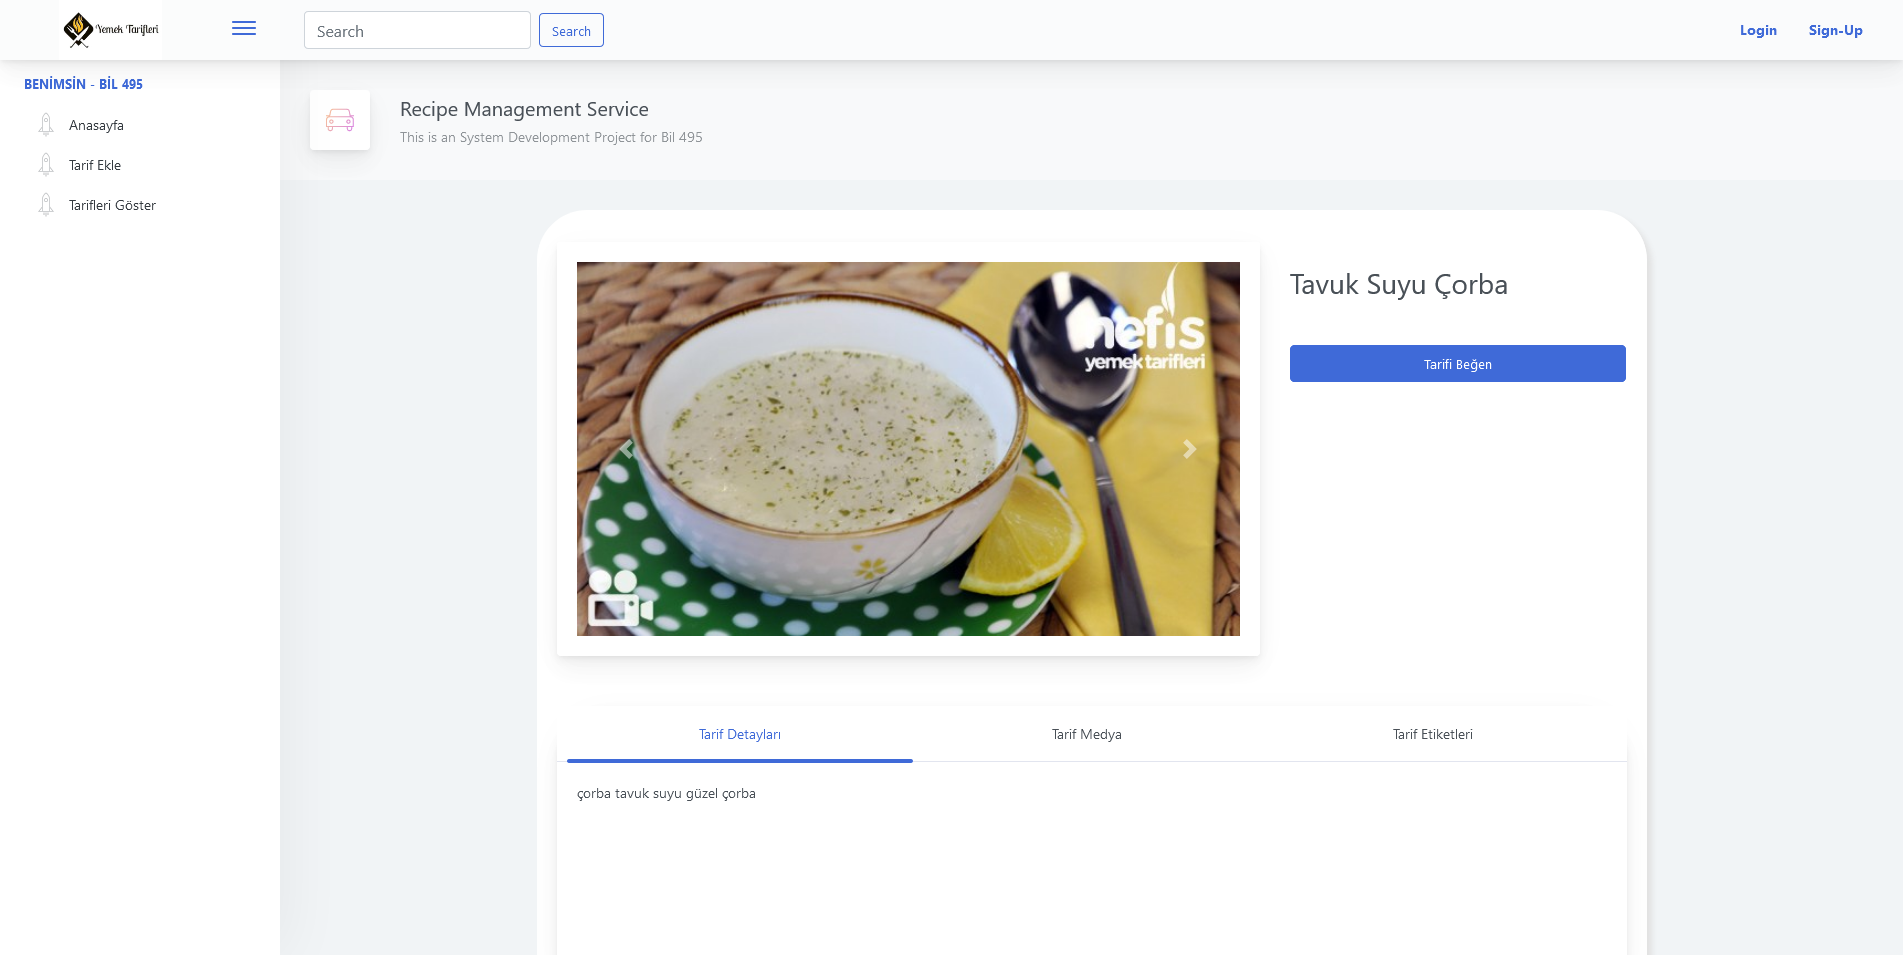 Yemek Tarifleri
Search
Search
Login
Sign-Up
BENİMSİN - BİL 495
Anasayfa
Tarif Ekle
Tarifleri Göster
Recipe Management Service
This is an System Development Project for Bil 495
nefis
yemek tarifleri
Tavuk Suyu Çorba
Tarifi Beğen
Tarif Detayları
Tarif Medya
Tarif Etiketleri
çorba tavuk suyu güzel çorba